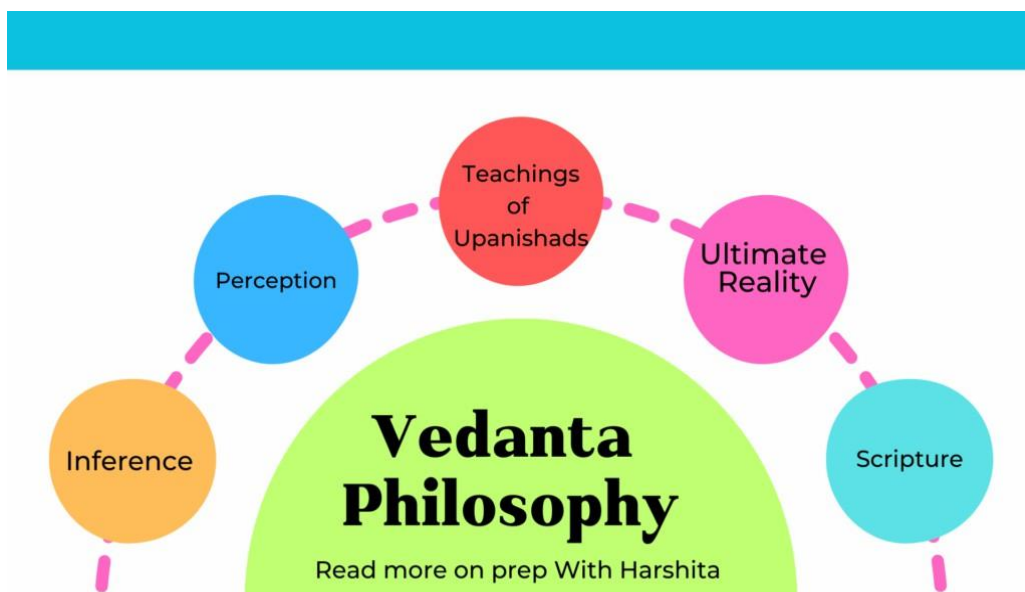 Teachings
of
Upanishads
Perception
Ultimate
Reality
Inference
Scripture
Vedanta
Philosophy
Read more on prep With Harshita